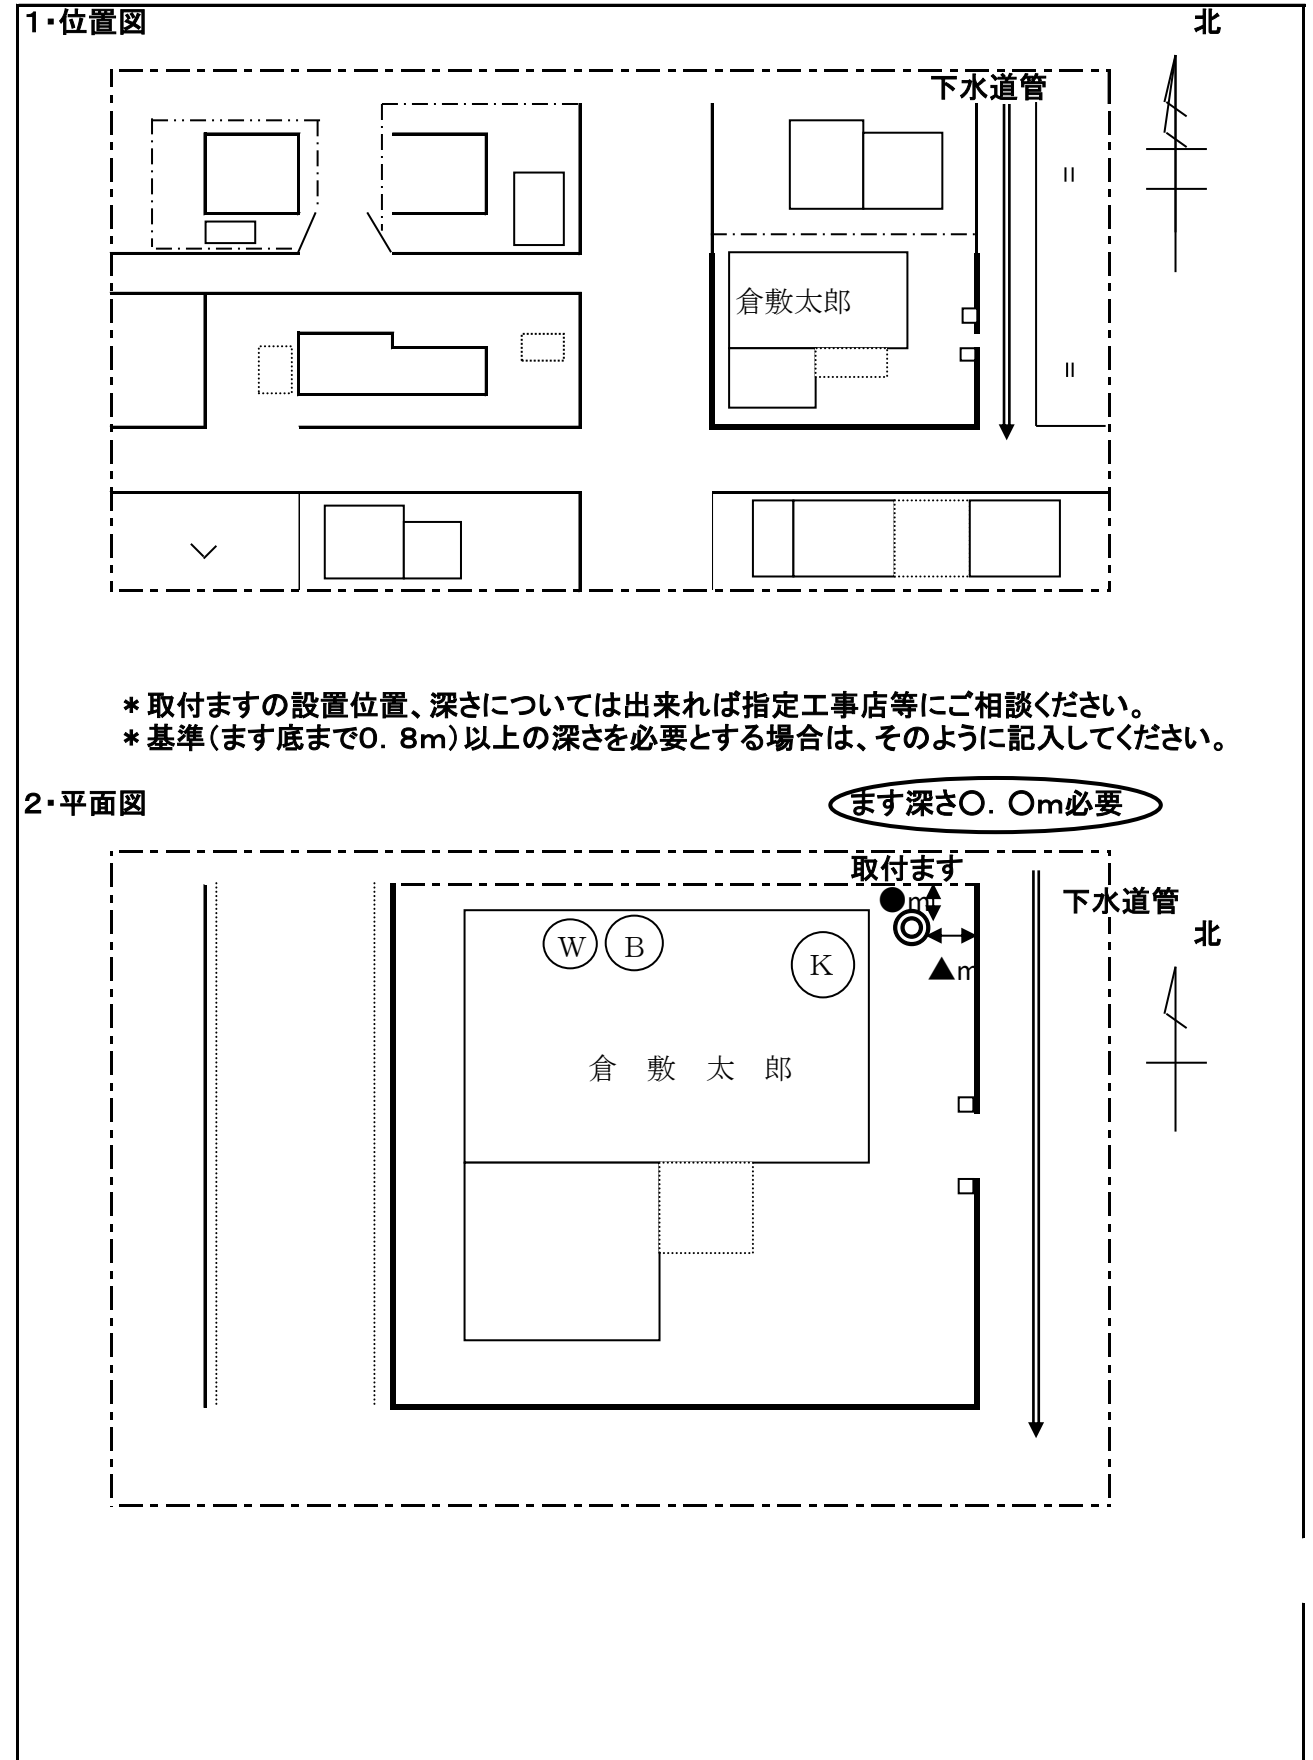 1・位置図
北
下水道管
倉敷太郎
＊取付ますの設置位置、深さについては出来れば指定工事店等にご相談ください。
＊基準（ます底まで０．８ｍ）以上の深さを必要とする場合は、そのように記入してください。
2・平面図
ます深さ〇．〇ｍ必要
取付ます
●ｍ
下水道管
北
W
B
K
▲ｍ
倉　敷　太　郎